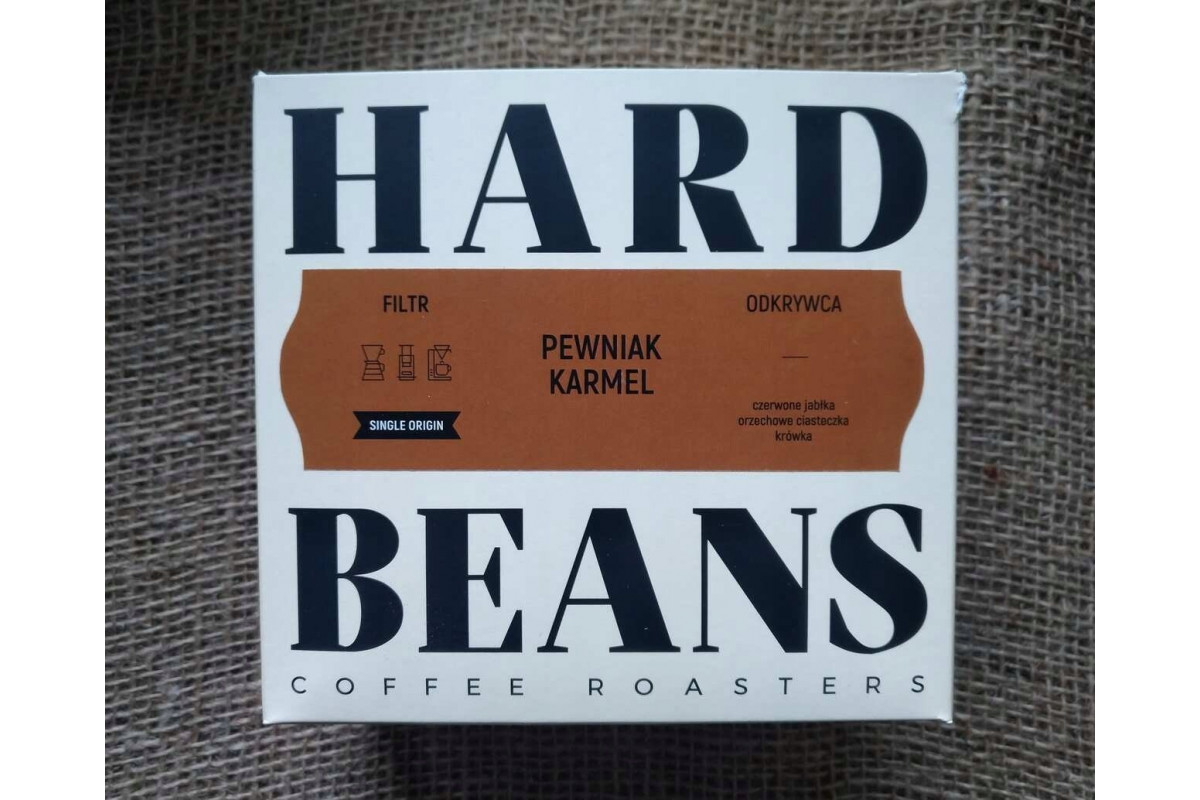 HARD
FILTR
SINGLE ORIGIN
PEWNIAK
KARMEL
ODKRYWCA
czerwone jabłka
orzechowe ciasteczka
krówka
BEANS
COFFEE ROASTERS